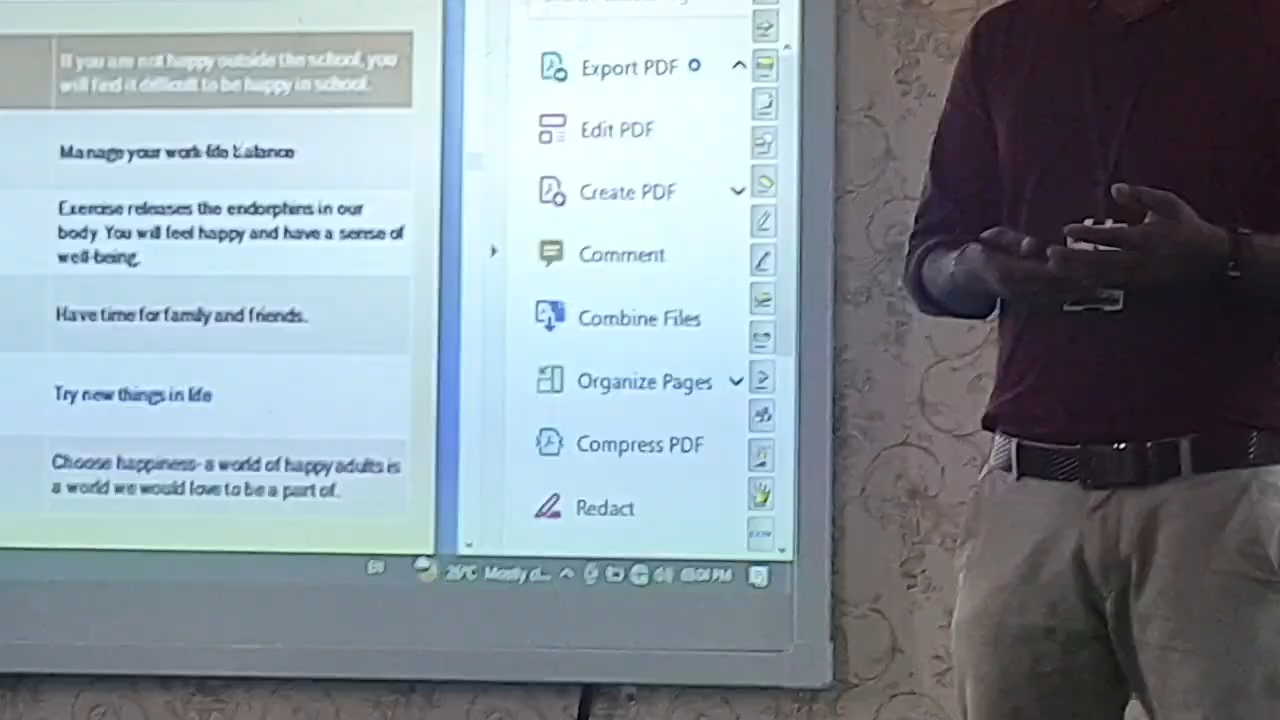 If you are not happy outside the school, you
will feel it difficult to be happy in school.
Manage your work-life balance
Exercise releases the endorphins in our
body You will feel happy and have a sense of
well-being.
Have time for family and friends.
Try new things in life
Choose happiness- a world of happy adults is
a world we would love to be a part of.
Export PDF
Edit PDF
Create PDF
Comment
Combine Files
Organize Pages
Compress PDF
Redact
EN
26°C Mostly d...